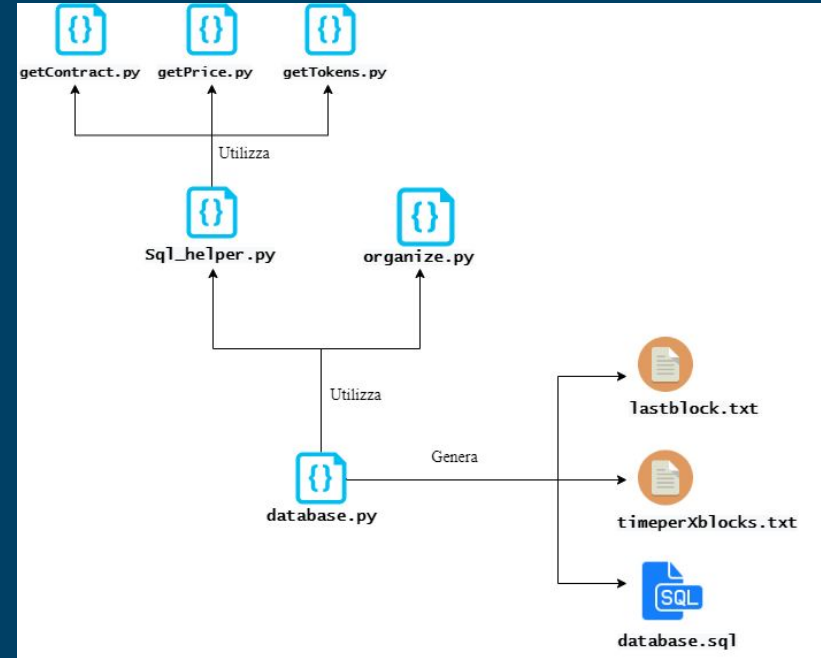 {} {} {}
getContract.py getPrice.py getTokens.py
Utilizza
{} {}
Sql_helper.py organize.py
Utilizza
lastblock.txt
Genera
{}
database.py
timeperXblocks.txt
SQL
database.sql